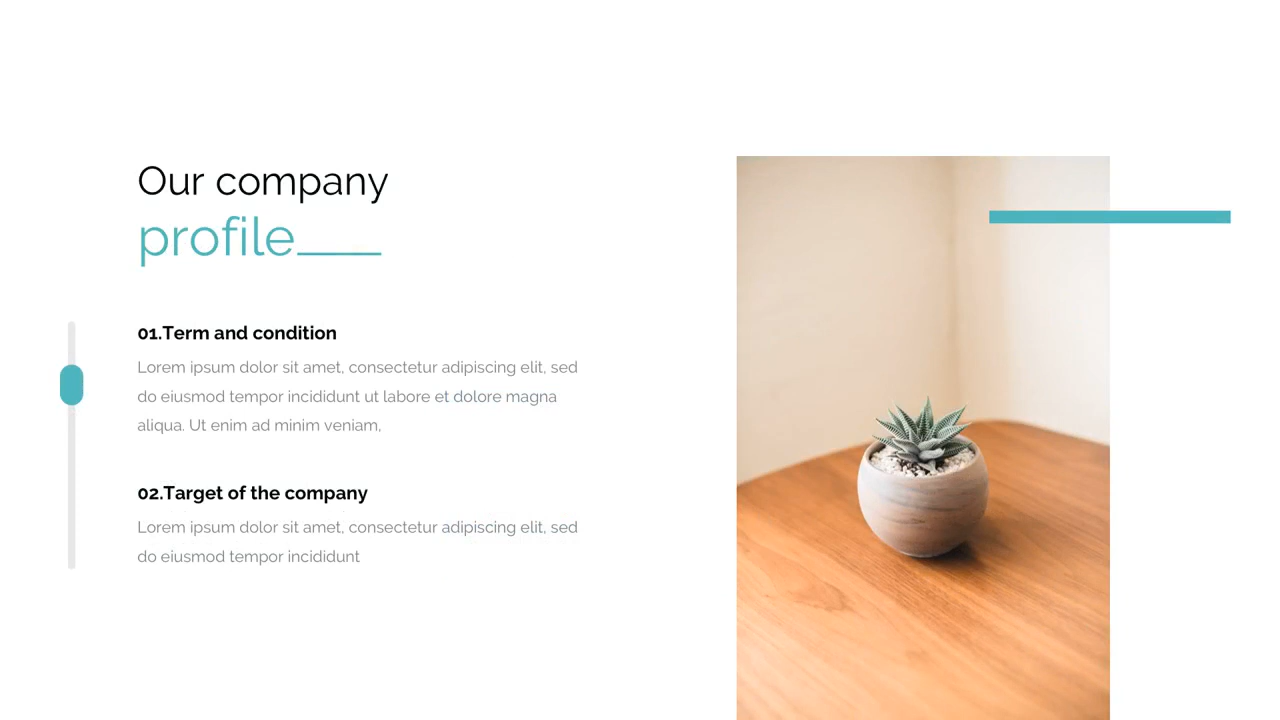 Our company
profile___
01.Term and condition
Lorem ipsum dolor sit amet, consectetur adipiscing elit, sed
do eiusmod tempor incididunt ut labore et dolore magna
aliqua. Ut enim ad minim veniam,
02.Target of the company
Lorem ipsum dolor sit amet, consectetur adipiscing elit, sed
do eiusmod tempor incididunt